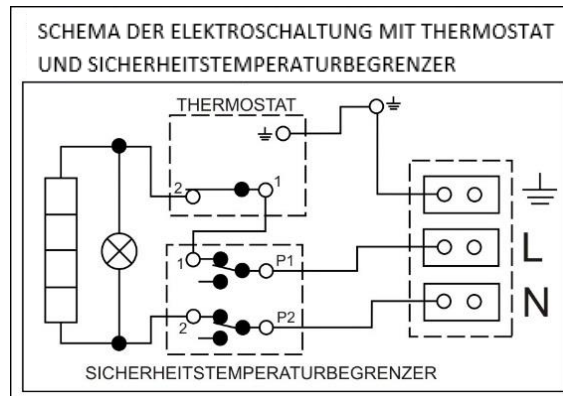 SCHEMA DER ELEKTROSCHALTUNG MIT THERMOSTAT
UND SICHERHEITSTEMPERATURBEGRENZER
THERMOSTAT
2
1
1
P1
L
2
P2
N
SICHERHEITSTEMPERATURBEGRENZER